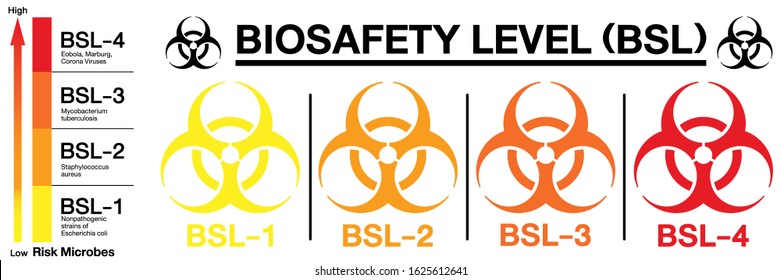 High
BSL-4
Eobola, Marburg,
Corona Viruses
BSL-3
Mycobacterium
tuberculosis
BSL-2
Staphylococcus
aureus
BSL-1
Nonpathogenic
strains of
Escherichia coli
Low Risk Microbes
BIOSAFETY LEVEL (BSL)
BSL-1
BSL-2
BSL-3
BSL-4
shutterstock.com · 1625612641